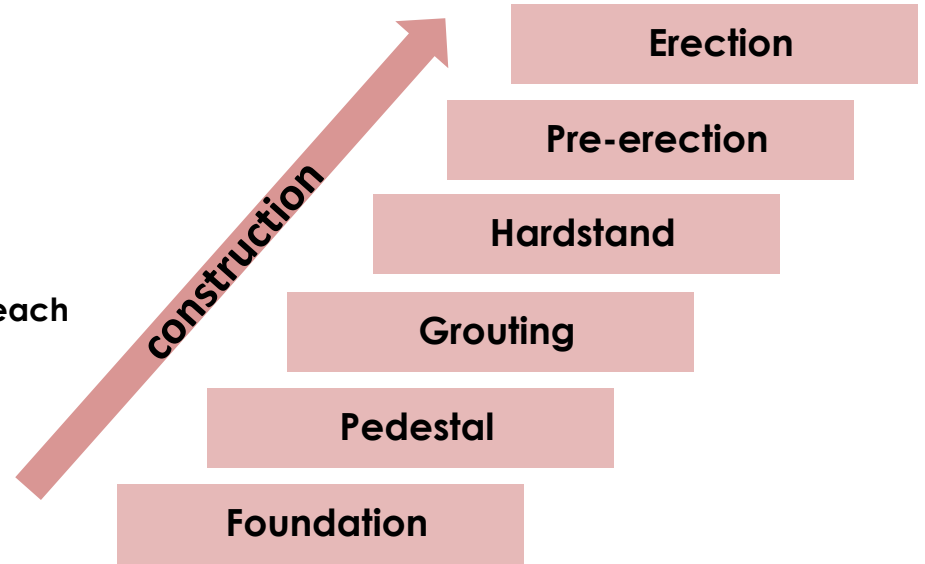 Erection
Pre-erection
Hardstand
construction
each
Grouting
Pedestal
Foundation